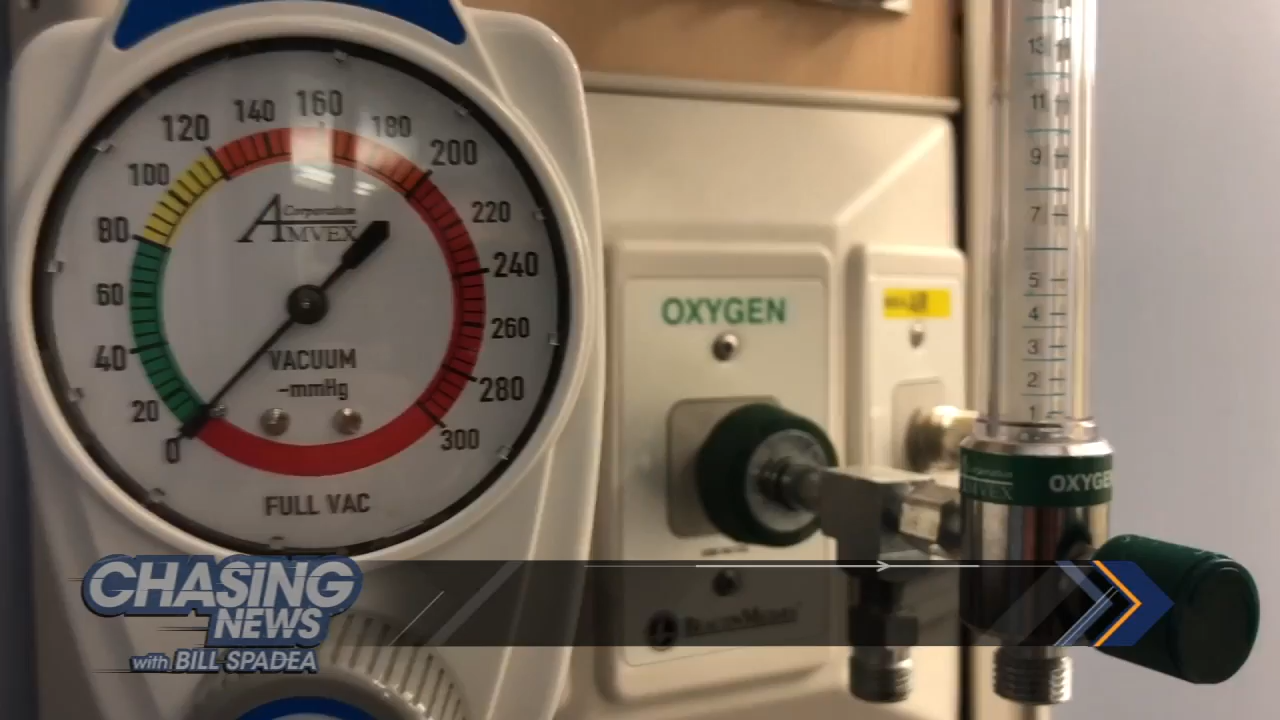 160
140
180
120
200
100
220
80
240
60
260
40
280
20
300
0
Corporation
AMVEX
VACUUM
-mmHg
FULL VAC
OXYGEN
13
11
9
7
5
4
3
2
1
Corporation
AMVEX
OXYGE
CHASING
NEWS
with BILL SPADEA